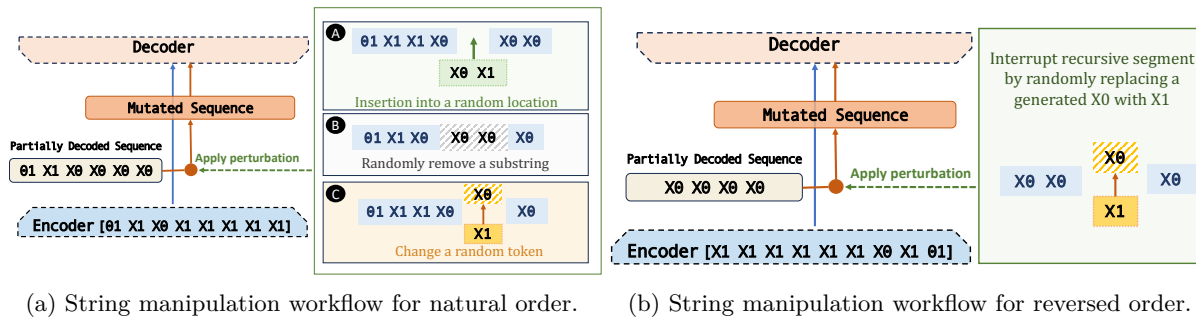 Decoder
Mutated Sequence
Partially Decoded Sequence
01 X1 X0 X0 X0 X0
Apply perturbation
Encoder [01 X1 X0 X1 X1 X1 X1 X1]
A
01 X1 X1 X0
X0 X0
X0 X1
Insertion into a random location
B
01 X1 X0
X0 X0
X0
Randomly remove a substring
C
X0
01 X1 X1 X0
X0
X1
Change a random token
(a) String manipulation workflow for natural order.
Decoder
Mutated Sequence
Partially Decoded Sequence
X0 X0 X0 X0
Apply perturbation
Encoder [X1 X1 X1 X1 X1 X1 X0 X1 01]
Interrupt recursive segment
by randomly replacing a
generated X0 with X1
X0
X0 X0
X0
X1
(b) String manipulation workflow for reversed order.